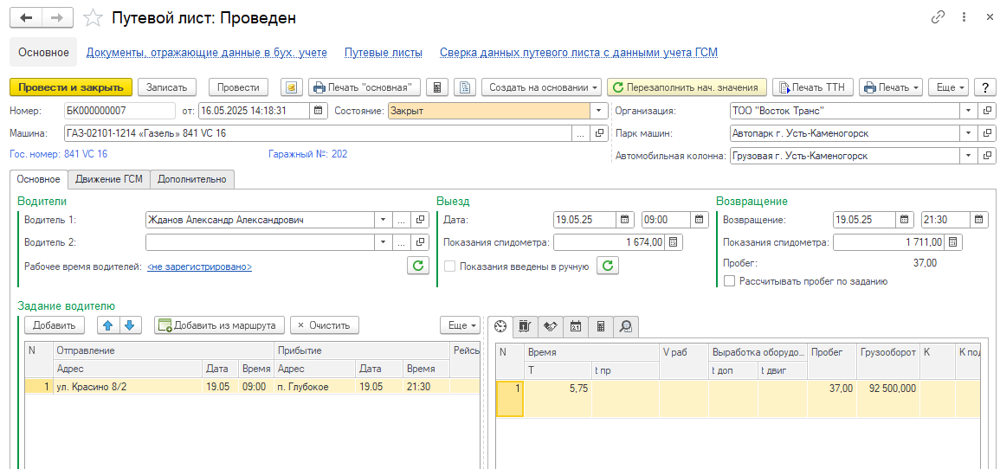 Путевой лист: Проведен
Основное Документы, отражающие данные в бух. учете Путевые листы Сверка данных путевого листа с данными учета ГСМ
Провести и закрыть Записать Провести Печать "основная" Создать на основании Перезаполнить нач. значения Печать ТТН Печать Еще ?
Номер: БК000000007 от: 16.05.2025 14:18:31 Состояние: Закрыт Организация: ТОО "Восток Транс"
Машина: ГАЗ-02101-1214 «Газель» 841 VC 16 ... Парк машин: Автопарк г. Усть-Каменогорск
Гос. номер: 841 VC 16 Гаражный №: 202 Автомобильная колонна: Грузовая г. Усть-Каменогорск
Основное Движение ГСМ Дополнительно
Водители Выезд Возвращение
Водитель 1: Жданов Александр Александрович ... Дата: 19.05.25 09:00 Возвращение: 19.05.25 21:30
Водитель 2: ... Показания спидометра: 1 674,00 Показания спидометра: 1 711,00
Рабочее время водителей: <не зарегистрировано> Показания введены в ручную Пробег: 37,00
Рассчитывать пробег по заданию
Задание водителю
Добавить Добавить из маршрута × Очистить Еще
N Отправление Прибытие Рейсы N Время V раб Выработка оборудо... Пробег Грузооборот К К под
Адрес Дата Время Адрес Дата Время T t пр t доп t двиг
1 ул. Красино 8/2 19.05 09:00 п. Глубокое 19.05 21:30 1 5,75 37,00 92 500,000